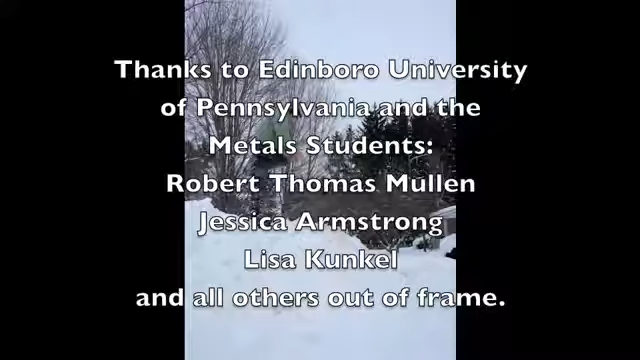 Thanks to Edinboro University
of Pennsylvania and the
Metals Students:
Robert Thomas Mullen
Jessica Armstrong
Lisa Kunkel
and all others out of frame.